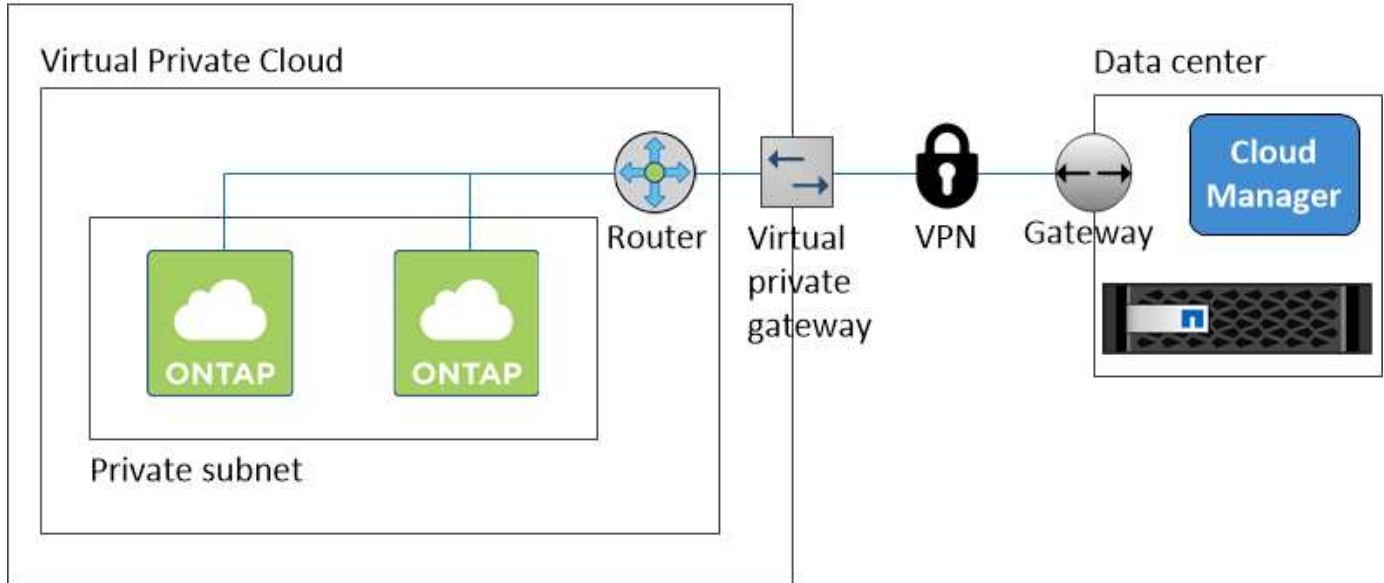 Virtual Private Cloud
Data center
Cloud
Manager
Router
Virtual
private
gateway
VPN
Gateway
ONTAP
ONTAP
Private subnet